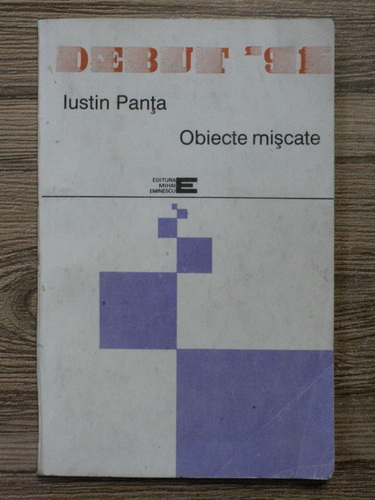 DEBUT '91
Iustin Panţa
Obiecte mişcate
EDITURA
MIHAI
EMINESCU E